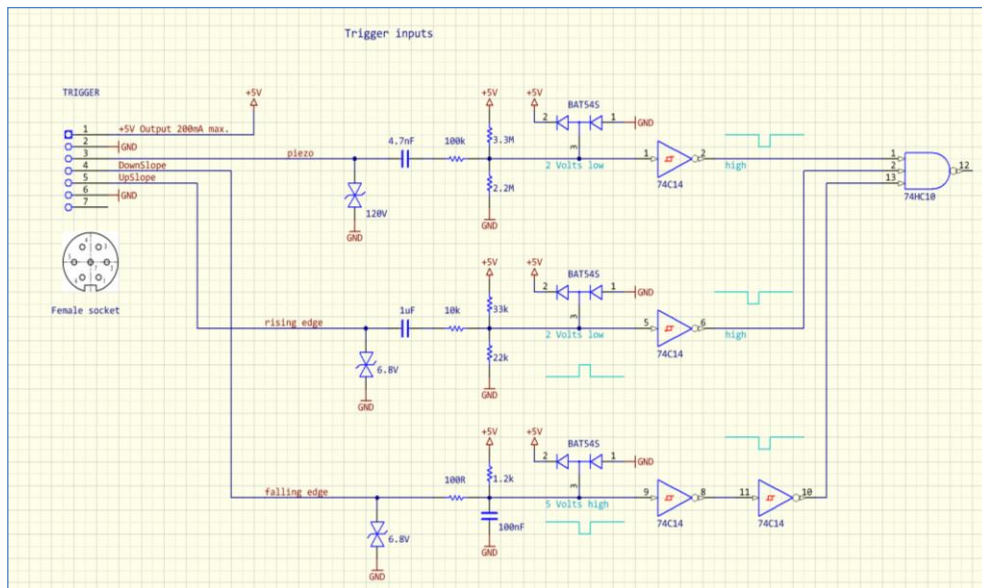 Trigger inputs
TRIGGER
+5V
+5V
+5V
BAT54S
1
+5V Output 200mA max.
2
GND
3
piezo
4
DownSlope
5
UpSlope
6
GND
7
4.7nF
100k
3.3M
2
1
GND
3
2 Volts low
1
2
74C14
high
1
2
13
12
74HC10
120V
GND
2.2M
GND
Female socket
+5V
+5V
BAT54S
2
1
GND
rising edge
1uF
10k
33k
3
2 Volts low
5
6
74C14
high
6.8V
GND
22k
GND
+5V
+5V
BAT54S
2
1
GND
falling edge
100R
1.2k
3
5 Volts high
9
8
74C14
11
10
74C14
6.8V
GND
100nF
GND